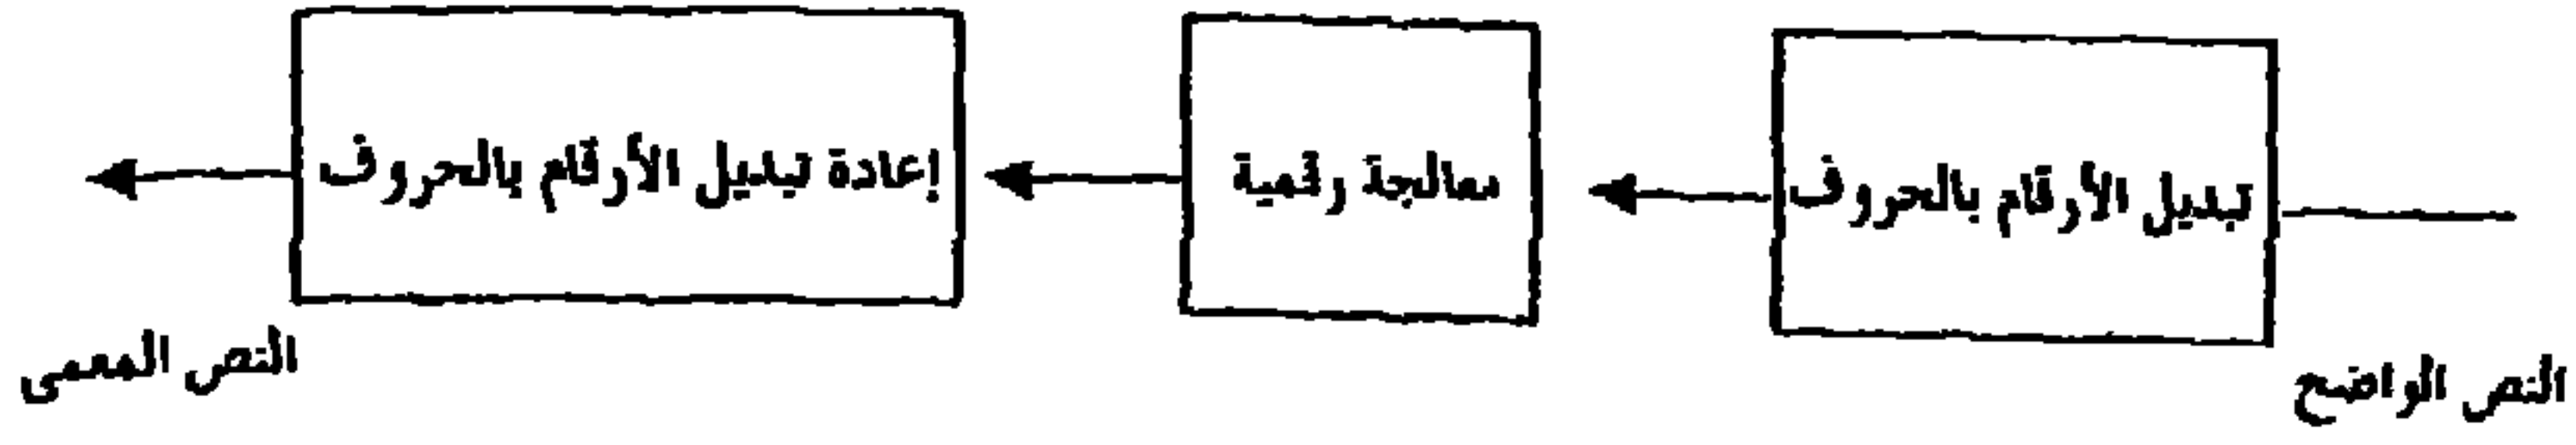 تبديل الأرقام بالحروف
معالجة رقمية
إعادة تبديل الأرقام بالحروف
النص الواضح
النص المعمى